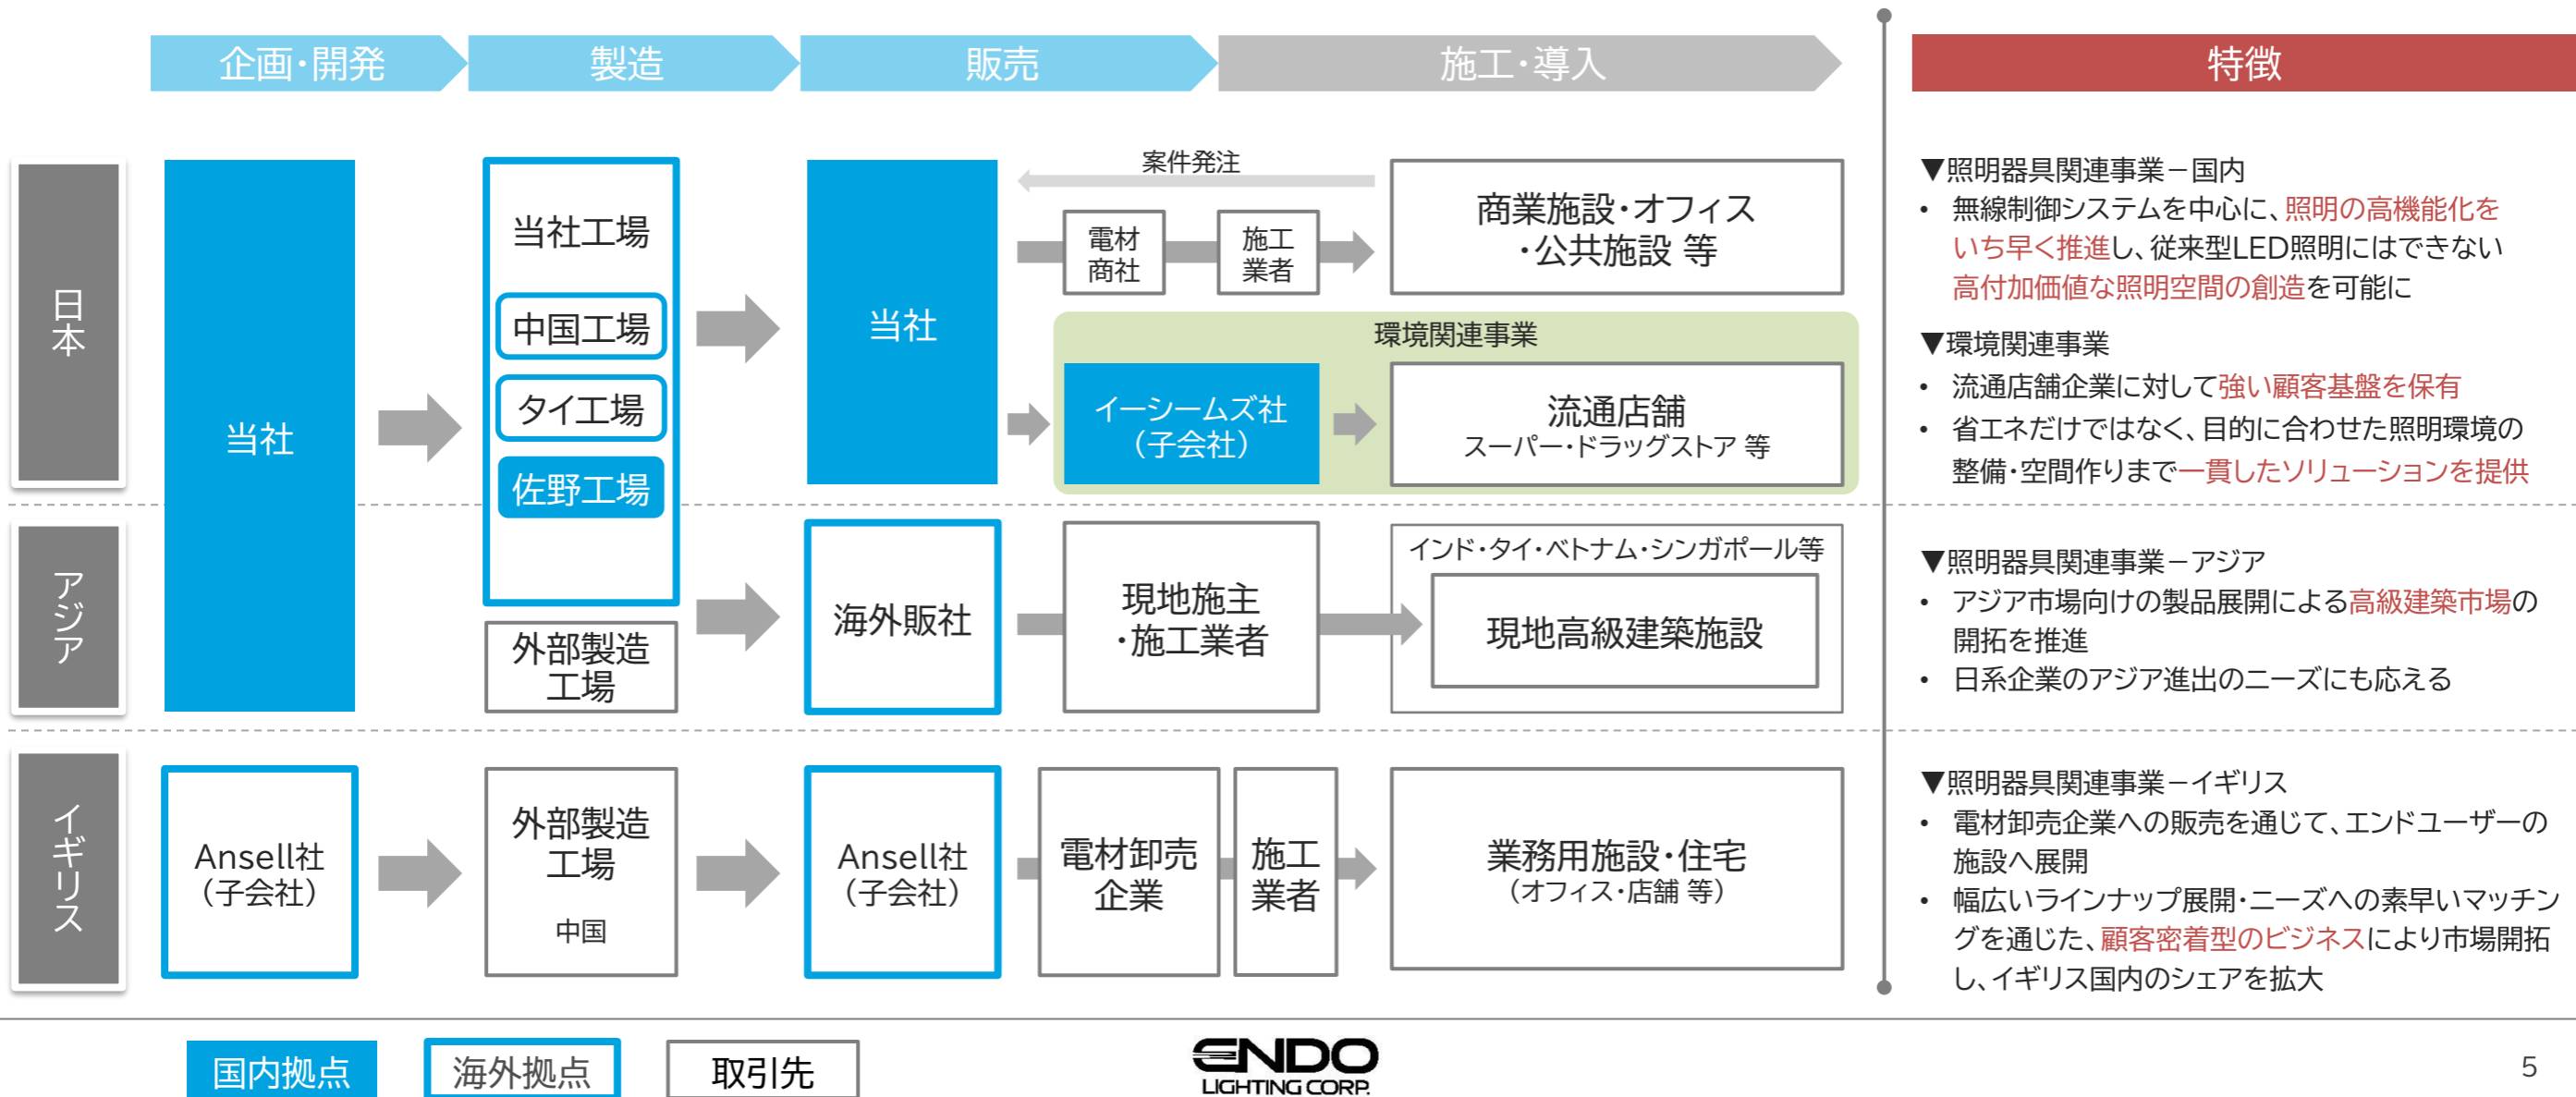 企画・開発
製造
販売
施工・導入
特徴
日本
当社
当社工場
中国工場
タイ工場
佐野工場
当社
案件発注
電材
商社
施工
業者
商業施設・オフィス
・公共施設 等
環境関連事業
イーシームズ社
（子会社）
流通店舗
スーパー・ドラッグストア 等
▼照明器具関連事業－国内
• 無線制御システムを中心に、照明の高機能化を
いち早く推進し、従来型LED照明にはできない
高付加価値な照明空間の創造を可能に
▼環境関連事業
• 流通店舗企業に対して強い顧客基盤を保有
• 省エネだけではなく、目的に合わせた照明環境の
整備・空間作りまで一貫したソリューションを提供
アジア
外部製造
工場
海外販社
現地施主
・施工業者
インド・タイ・ベトナム・シンガポール等
現地高級建築施設
▼照明器具関連事業－アジア
• アジア市場向けの製品展開による高級建築市場の
開拓を推進
• 日系企業のアジア進出のニーズにも応える
イギリス
Ansell社
（子会社）
外部製造
工場
中国
Ansell社
（子会社）
電材卸売
企業
施工
業者
業務用施設・住宅
（オフィス・店舗 等）
▼照明器具関連事業－イギリス
• 電材卸売企業への販売を通じて、エンドユーザーの
施設へ展開
• 幅広いラインナップ展開・ニーズへの素早いマッチン
グを通じた、顧客密着型のビジネスにより市場開拓
し、イギリス国内のシェアを拡大
国内拠点
海外拠点
取引先
ENDO
LIGHTING CORP.
5